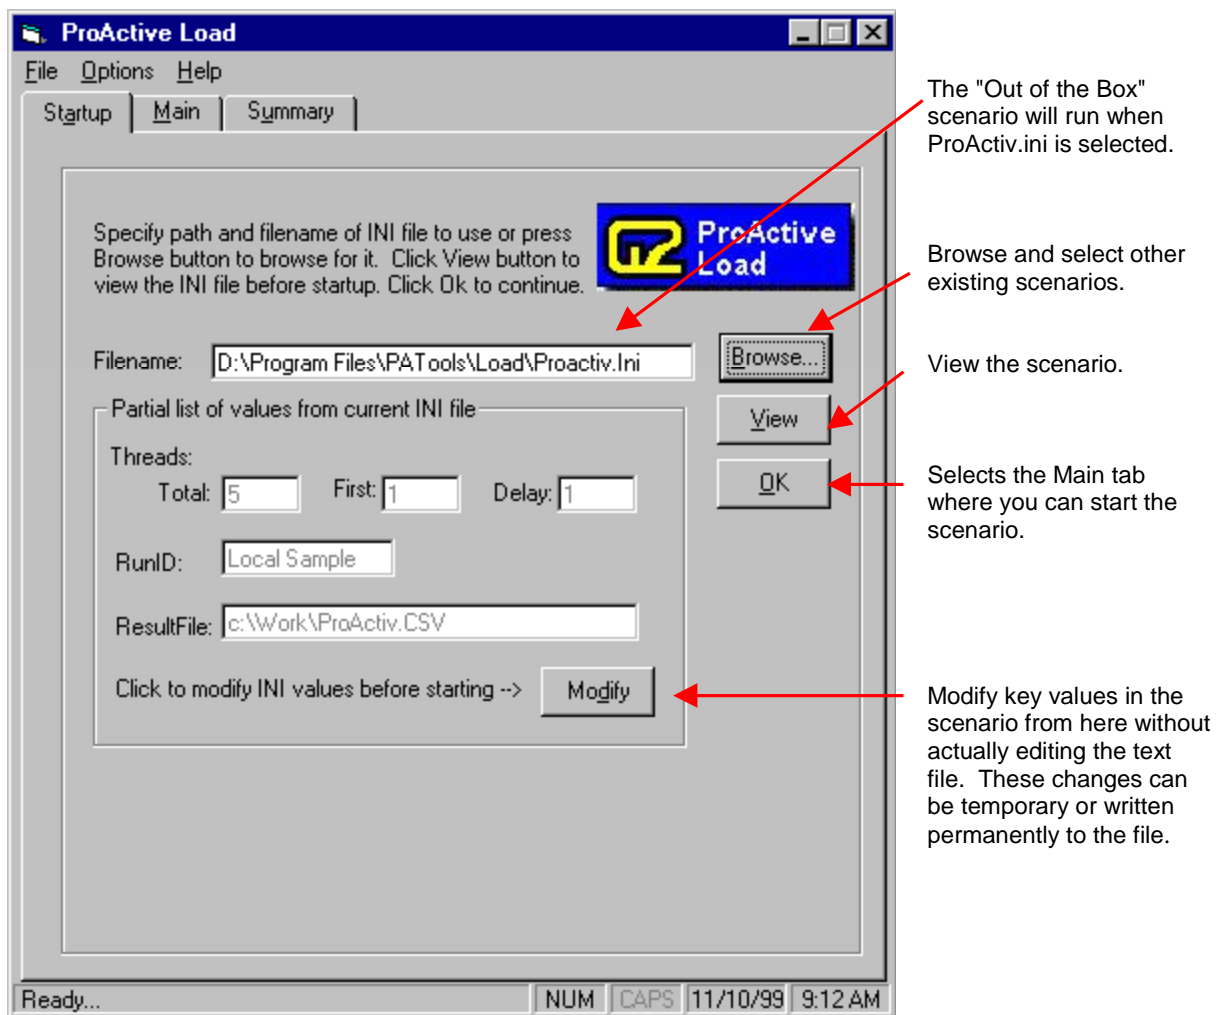 ProActive Load
File Options Help
Startup Main Summary
Specify path and filename of INI file to use or press
Browse button to browse for it. Click View button to
view the INI file before startup. Click Ok to continue.
ProActive
Load
Filename: D:\Program Files\PATools\Load\Proactiv.Ini
Browse...
Partial list of values from current INI file
View
Threads:
Total: 5 First: 1 Delay: 1
OK
RunID: Local Sample
ResultFile: c:\Work\ProActiv.CSV
Click to modify INI values before starting --> Modify
Ready... NUM CAPS 11/10/99 9:12 AM
The "Out of the Box"
scenario will run when
ProActiv.ini is selected.
Browse and select other
existing scenarios.
View the scenario.
Selects the Main tab
where you can start the
scenario.
Modify key values in the
scenario from here without
actually editing the text
file. These changes can
be temporary or written
permanently to the file.